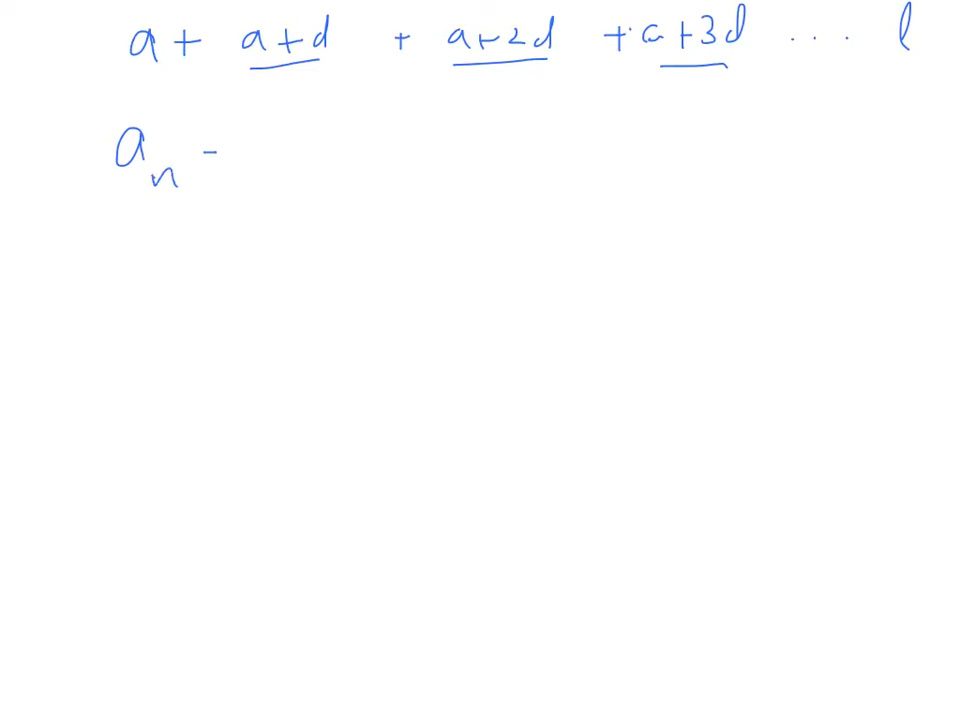 a + a+d + a+2d + a+3d ... l
a_n -